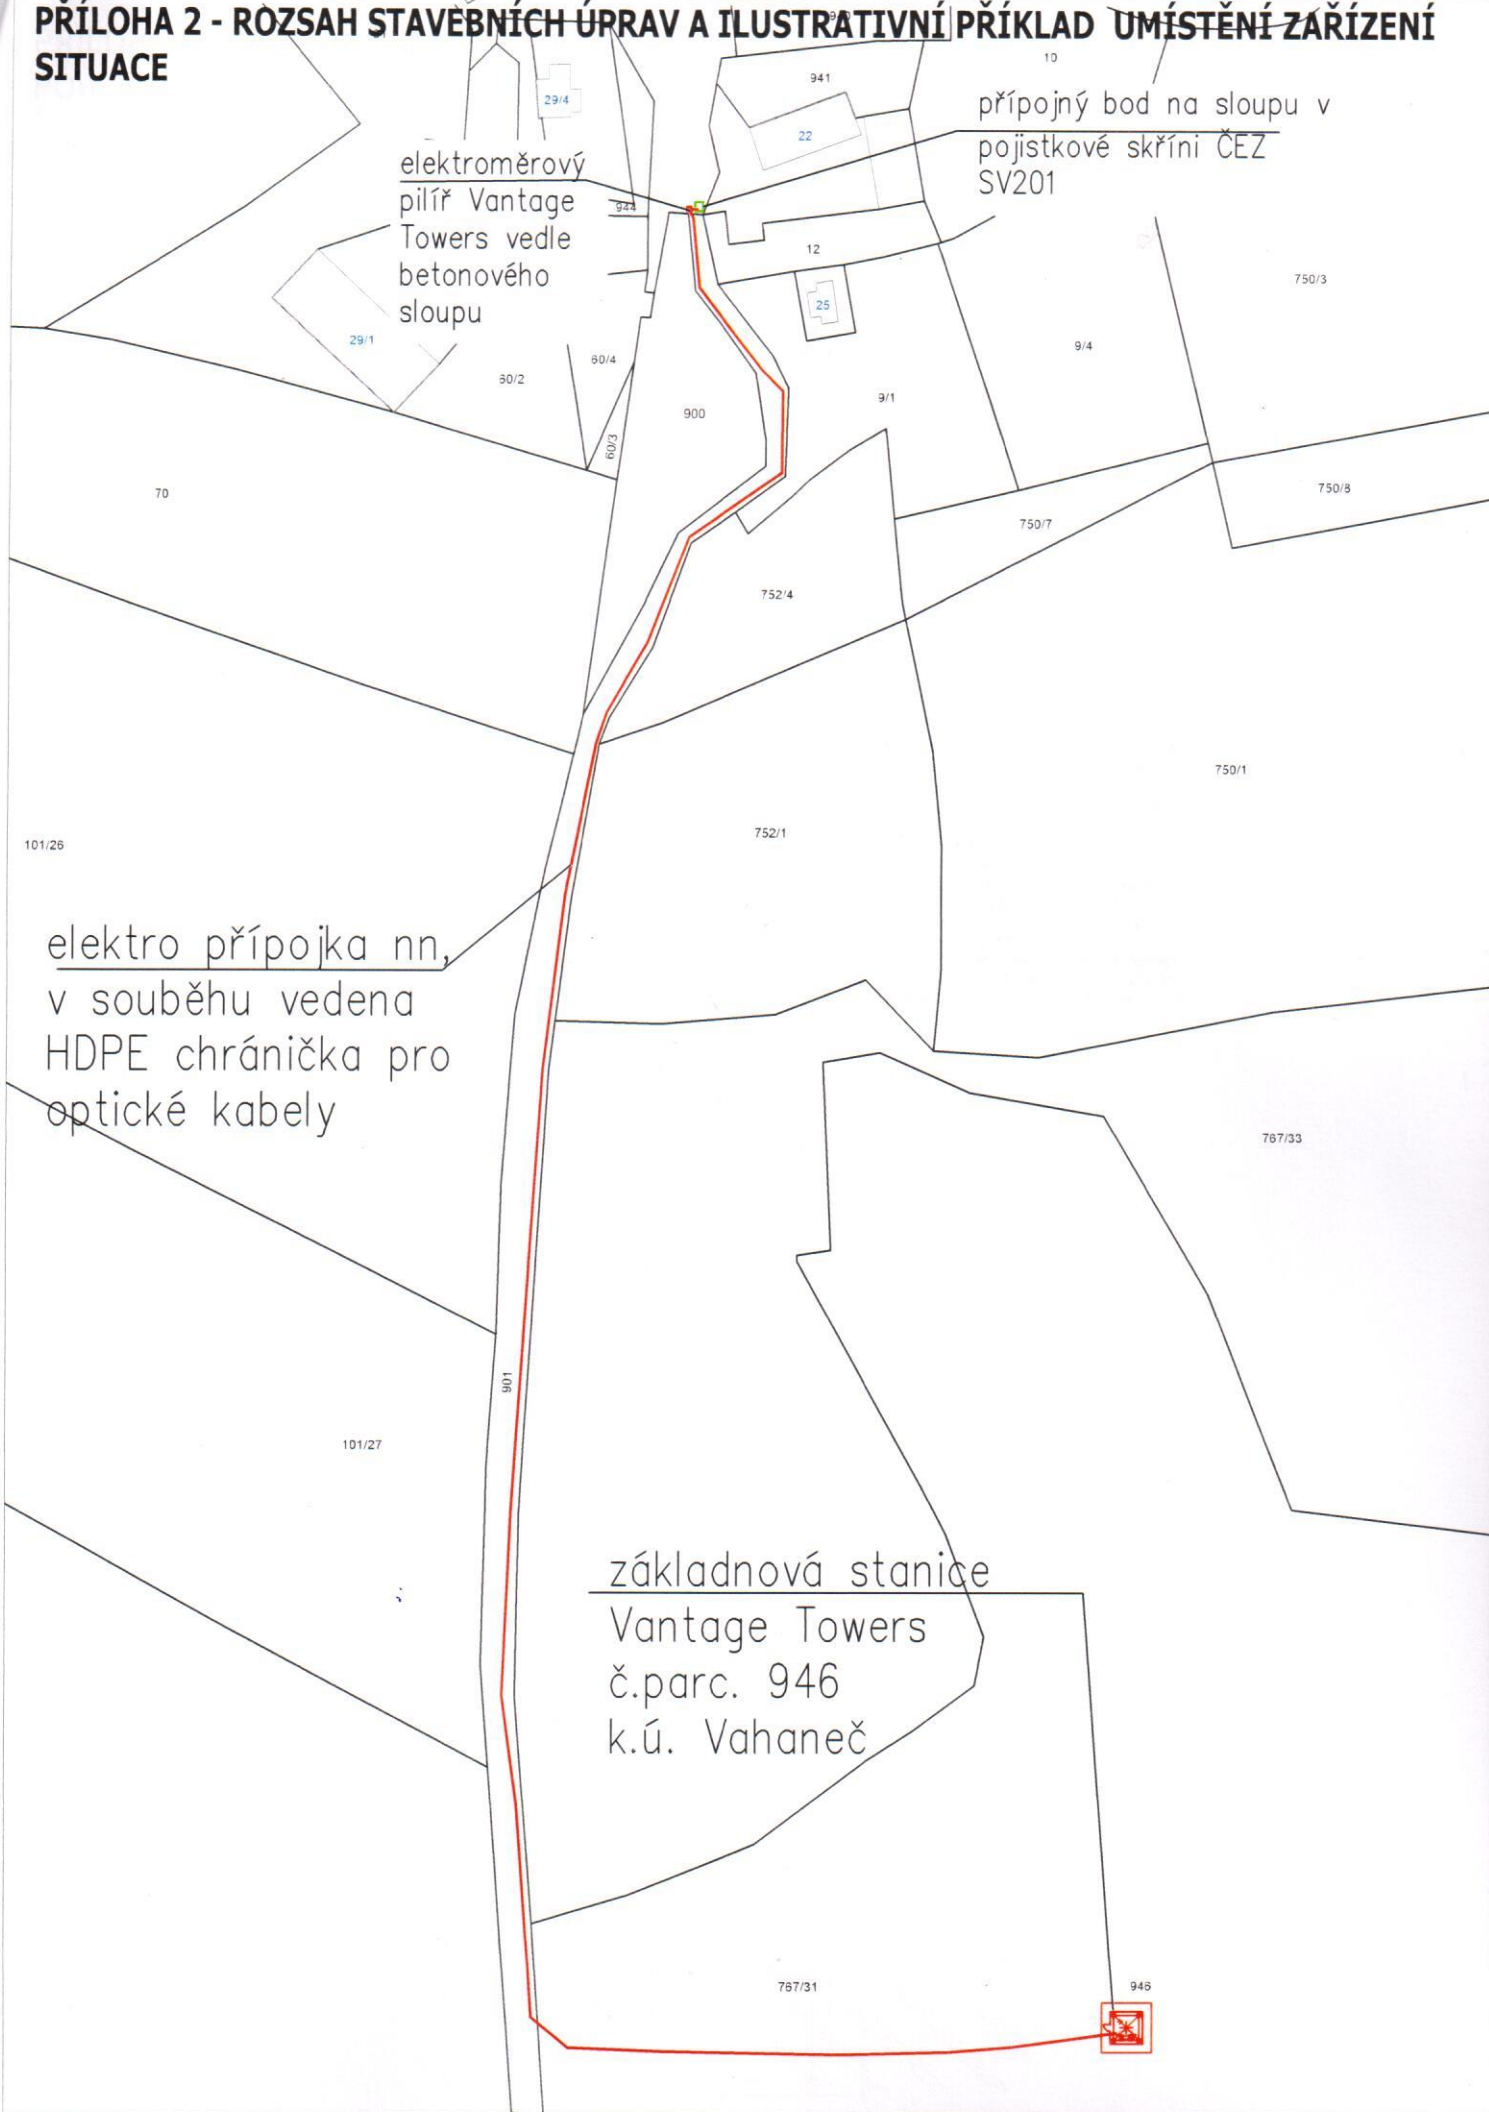 PŘÍLOHA 2 - ROZSAH STAVEBNÍCH ÚPRAV A ILUSTRATIVNÍ PŘÍKLAD UMÍSTĚNÍ ZAŘÍZENÍ
SITUACE
10
941
29/4
přípojný bod na sloupu v
pojistkové skříni ČEZ
SV201
22
elektroměrový
pilíř Vantage
Towers vedle
betonového
sloupu
944
12
750/3
25
29/1
60/4
9/4
60/2
9/1
900
60/3
70
750/8
750/7
752/4
750/1
752/1
101/26
elektro přípojka nn,
v souběhu vedena
HDPE chránička pro
optické kabely
767/33
901
101/27
základnová stanice
Vantage Towers
č.parc. 946
k.ú. Vahaneč
767/31
946